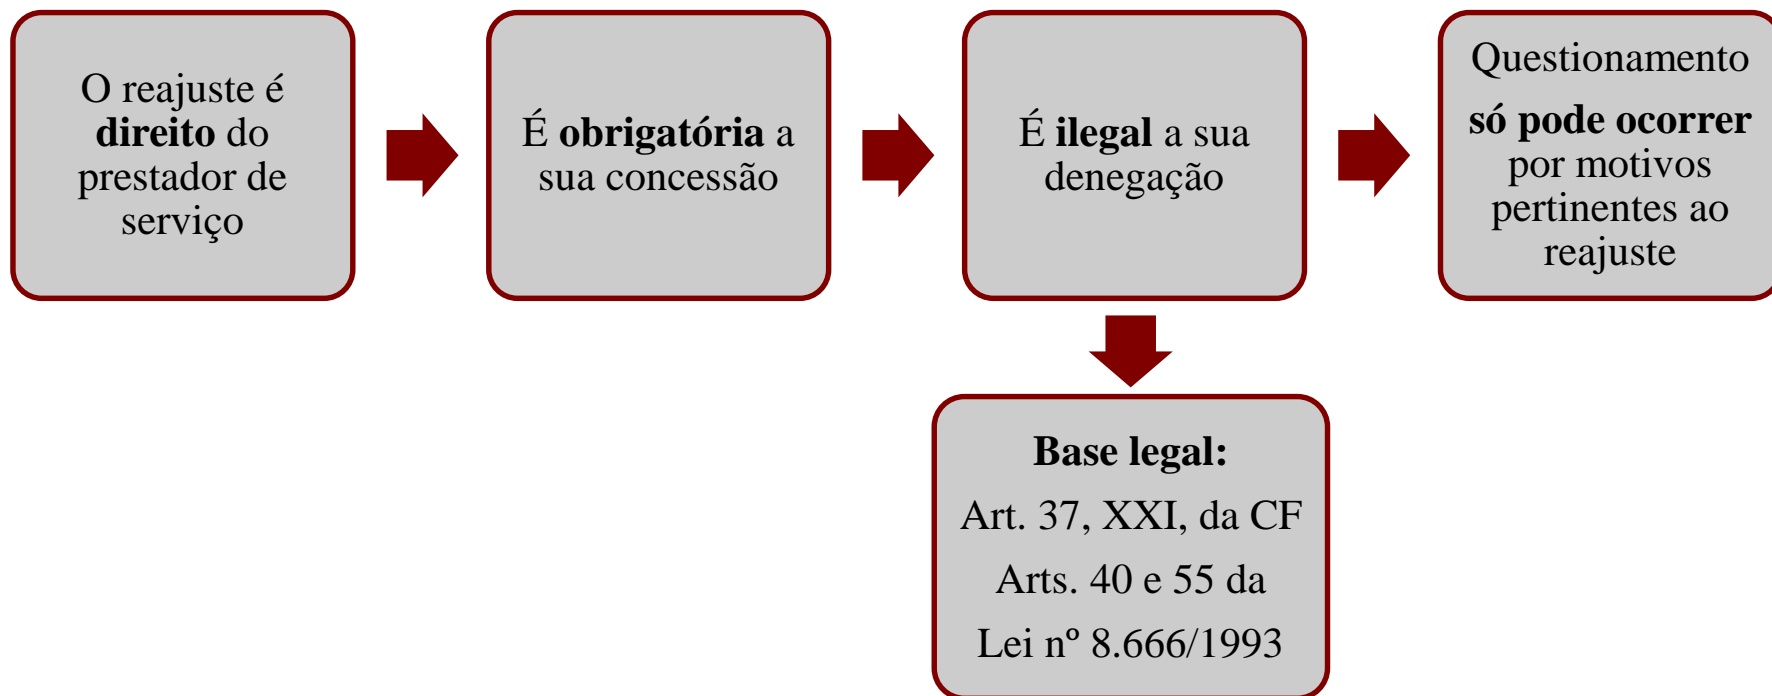 O reajuste é
direito do
prestador de
serviço
É obrigatória a
sua concessão
É ilegal a sua
denegação
Questionamento
só pode ocorrer
por motivos
pertinentes ao
reajuste
Base legal:
Art. 37, XXI, da CF
Arts. 40 e 55 da
Lei nº 8.666/1993